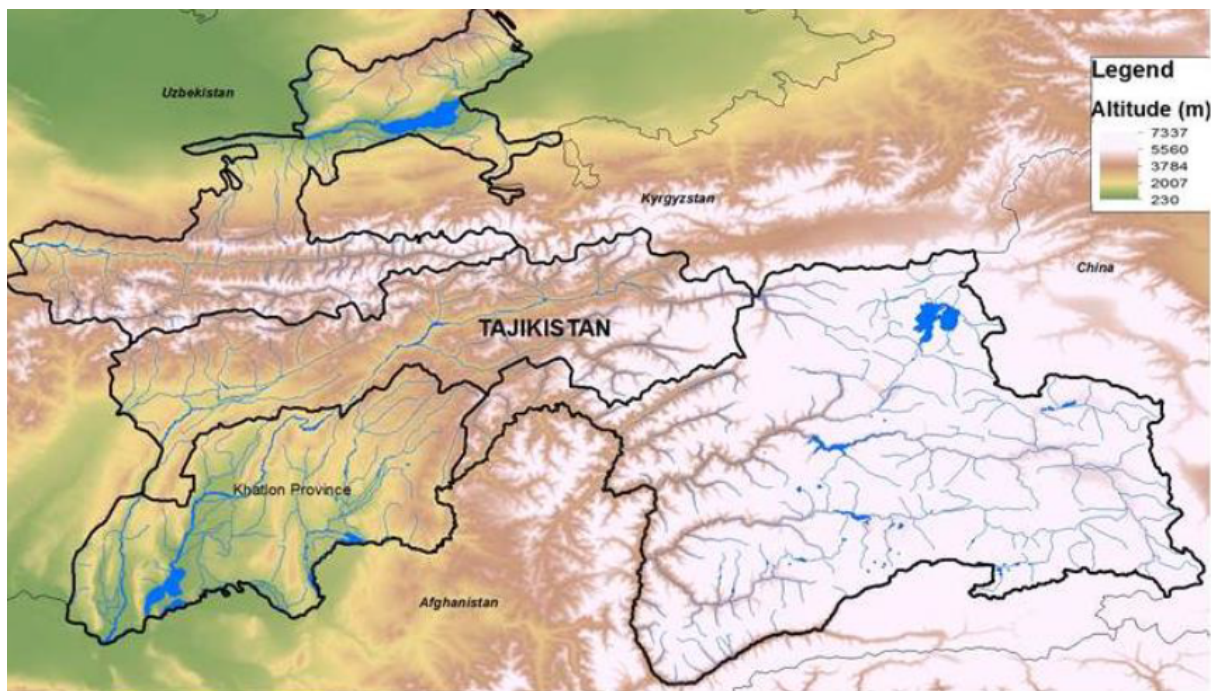 Uzbekistan
Kyrgyzstan
China
TAJIKISTAN
Khatlon Province
Afghanistan
Legend
Altitude (m)
7337
5560
3784
2007
230